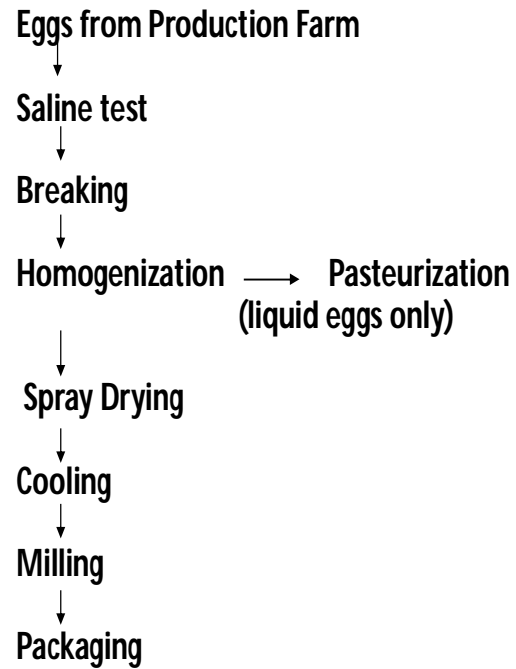 Eggs from Production Farm
Saline test
Breaking
Homogenization Pasteurization
(liquid eggs only)
Spray Drying
Cooling
Milling
Packaging